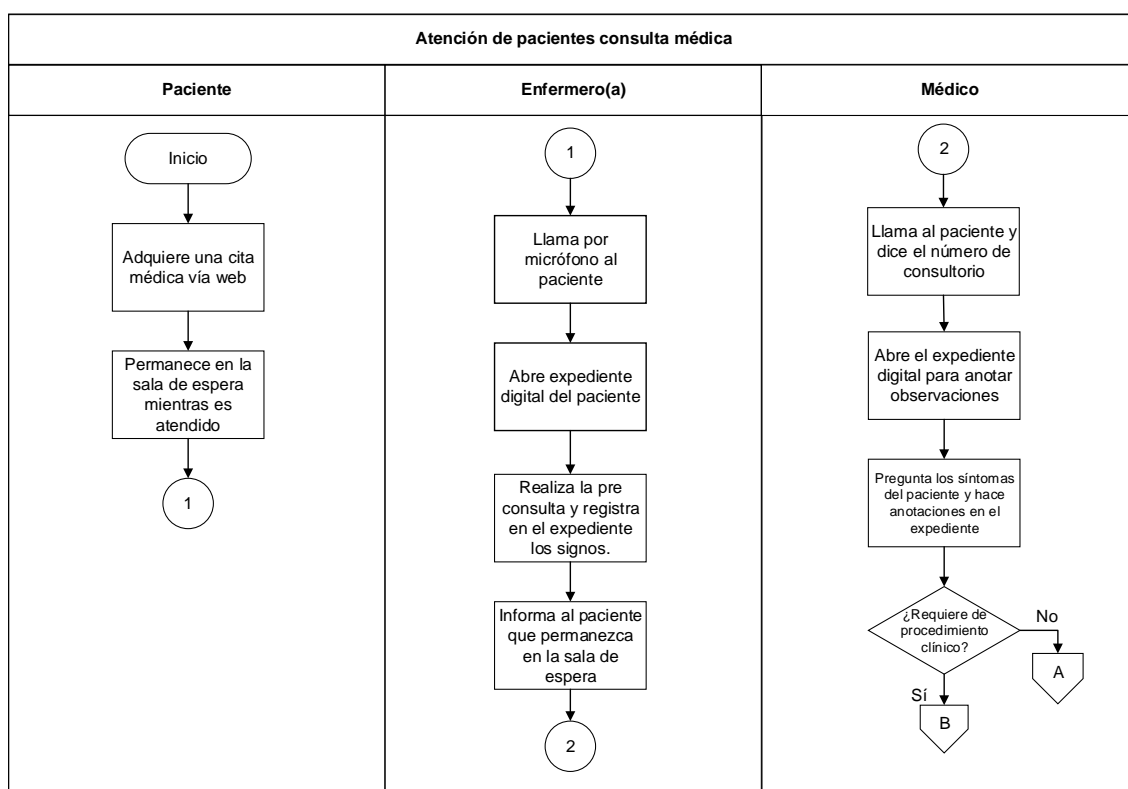 Atención de pacientes consulta médica
Paciente
Enfermero(a)
Médico
Inicio
Adquiere una cita
médica vía web
Permanece en la
sala de espera
mientras es
atendido
1
1
Llama por
micrófono al
paciente
Abre expediente
digital del paciente
Realiza la pre
consulta y registra
en el expediente
los signos.
Informa al paciente
que permanezca
en la sala de
espera
2
2
Llama al paciente y
dice el número de
consultorio
Abre el expediente
digital para anotar
observaciones
Pregunta los síntomas
del paciente y hace
anotaciones en el
expediente
¿Requiere de
procedimiento
clínico?
No
A
Sí
B